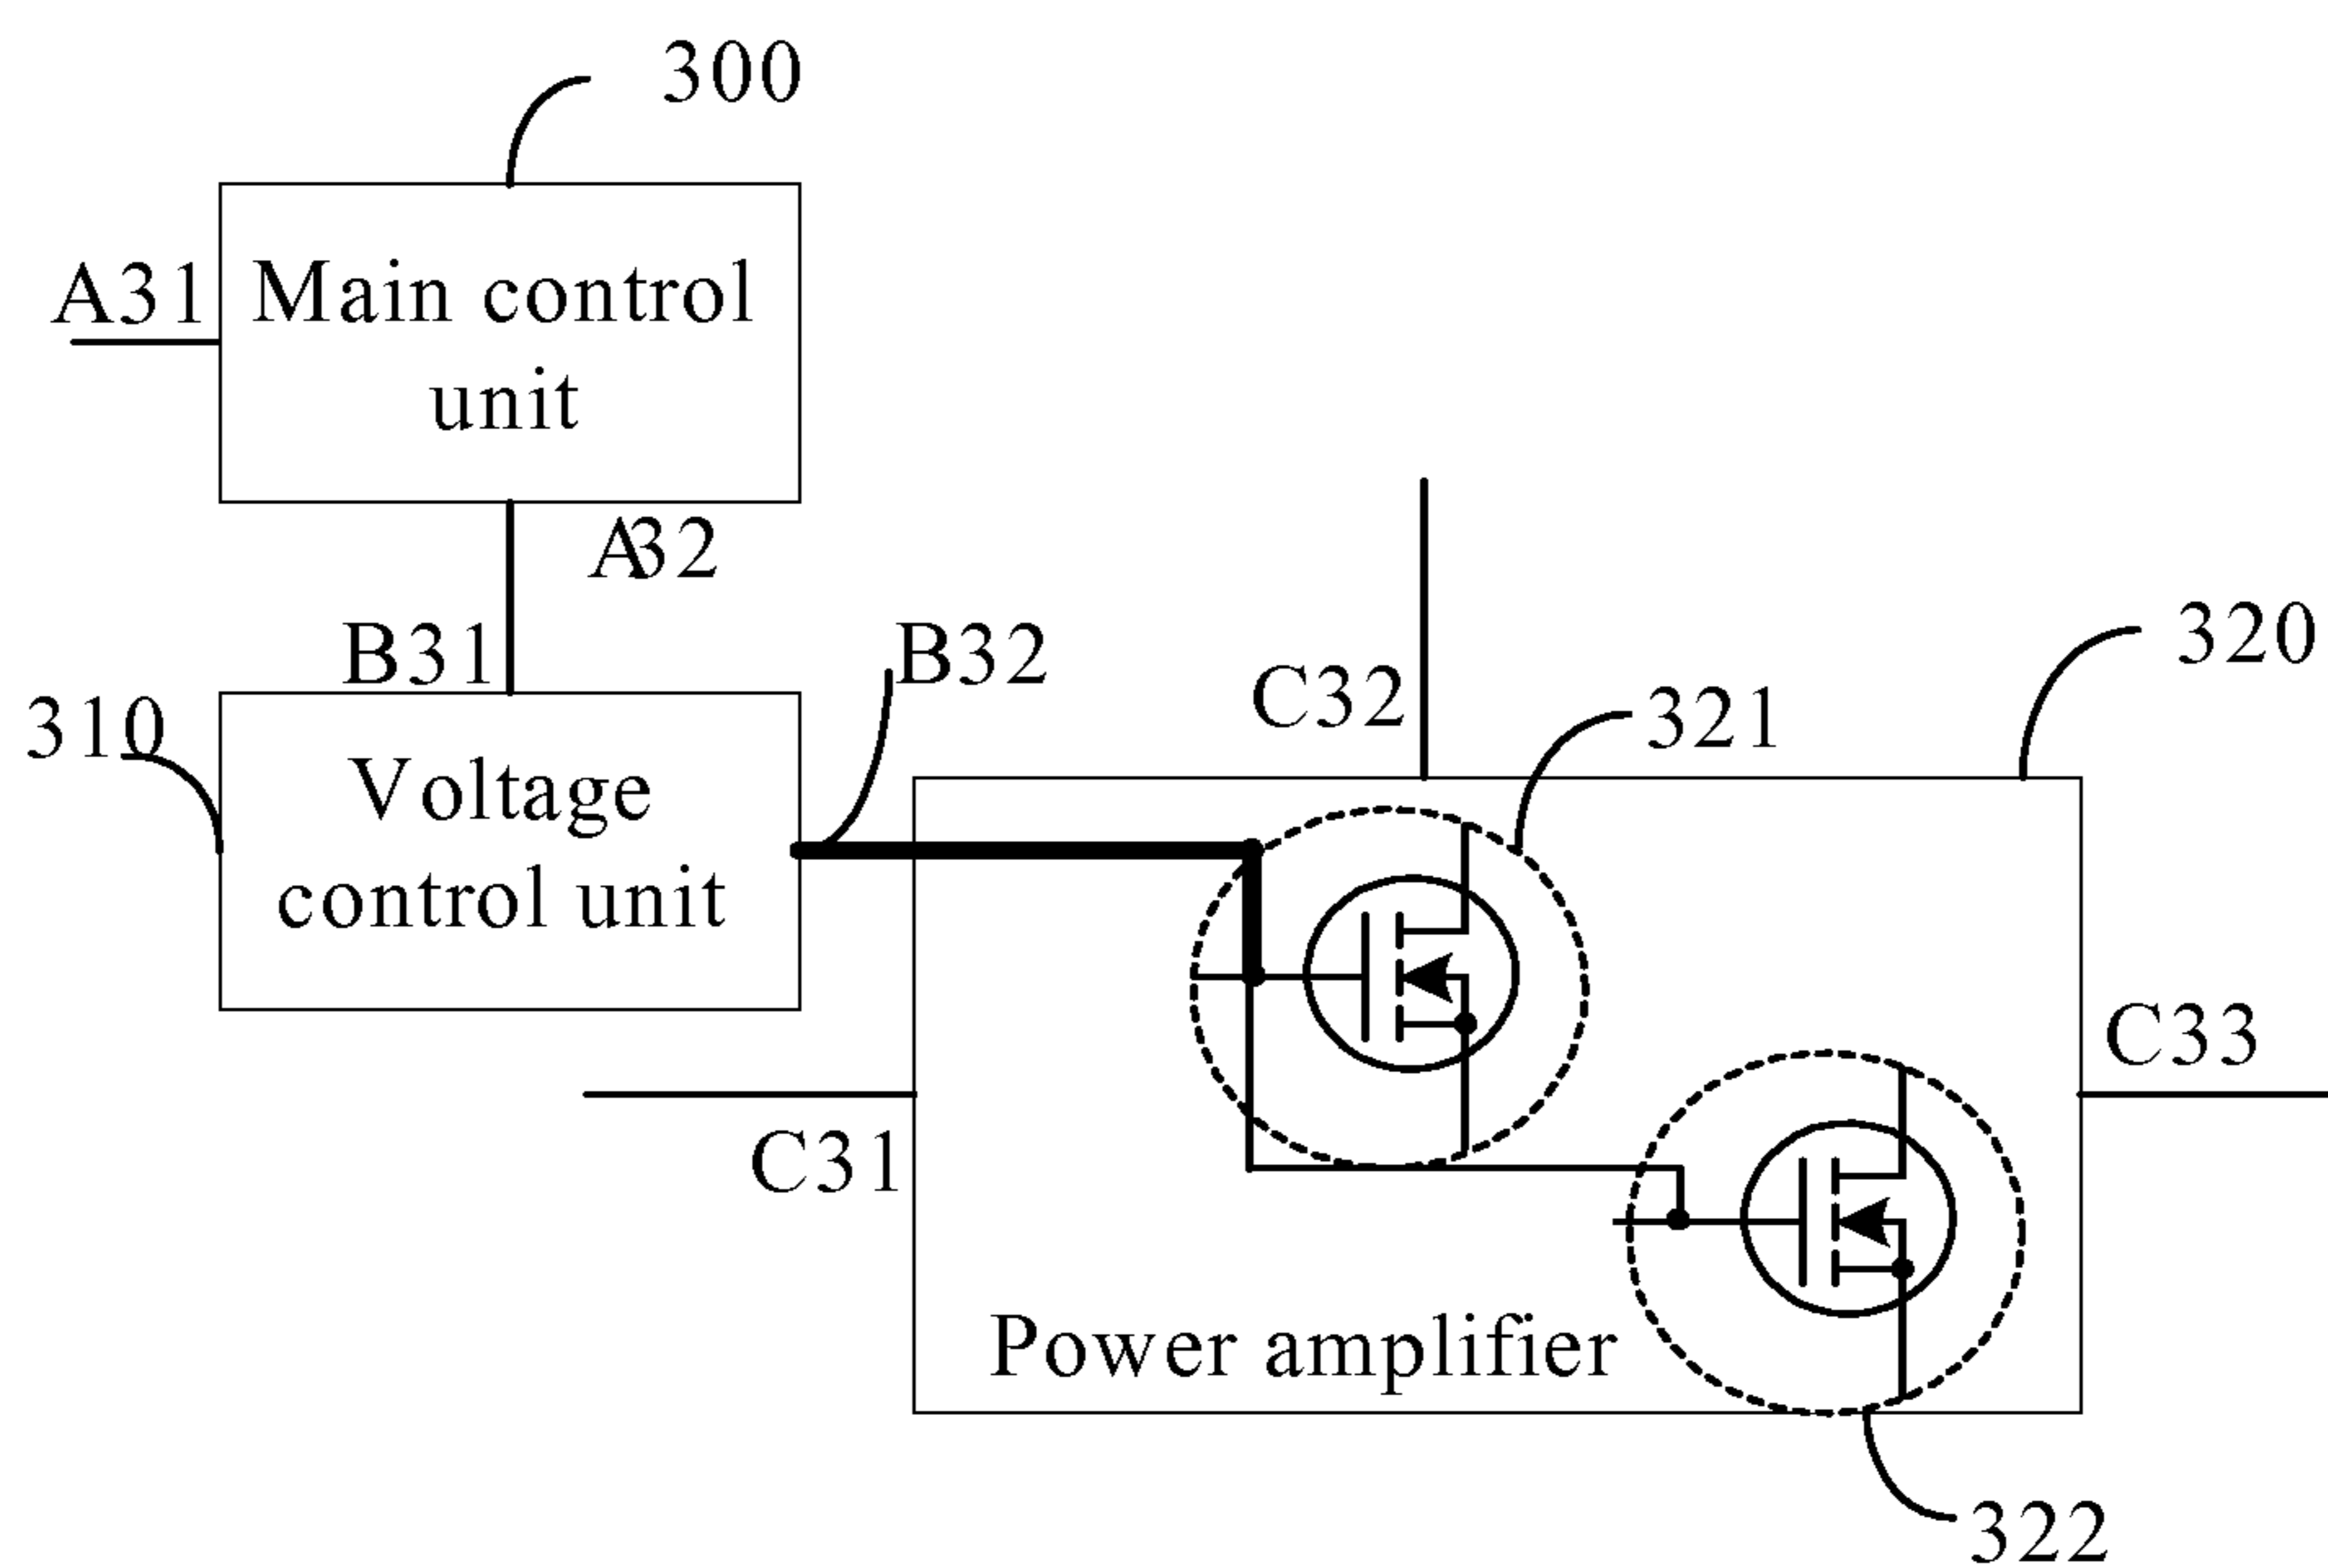 300
A31
Main control
unit
A32
B31
B32
C32
320
321
310
Voltage
control unit
C33
C31
Power amplifier
322